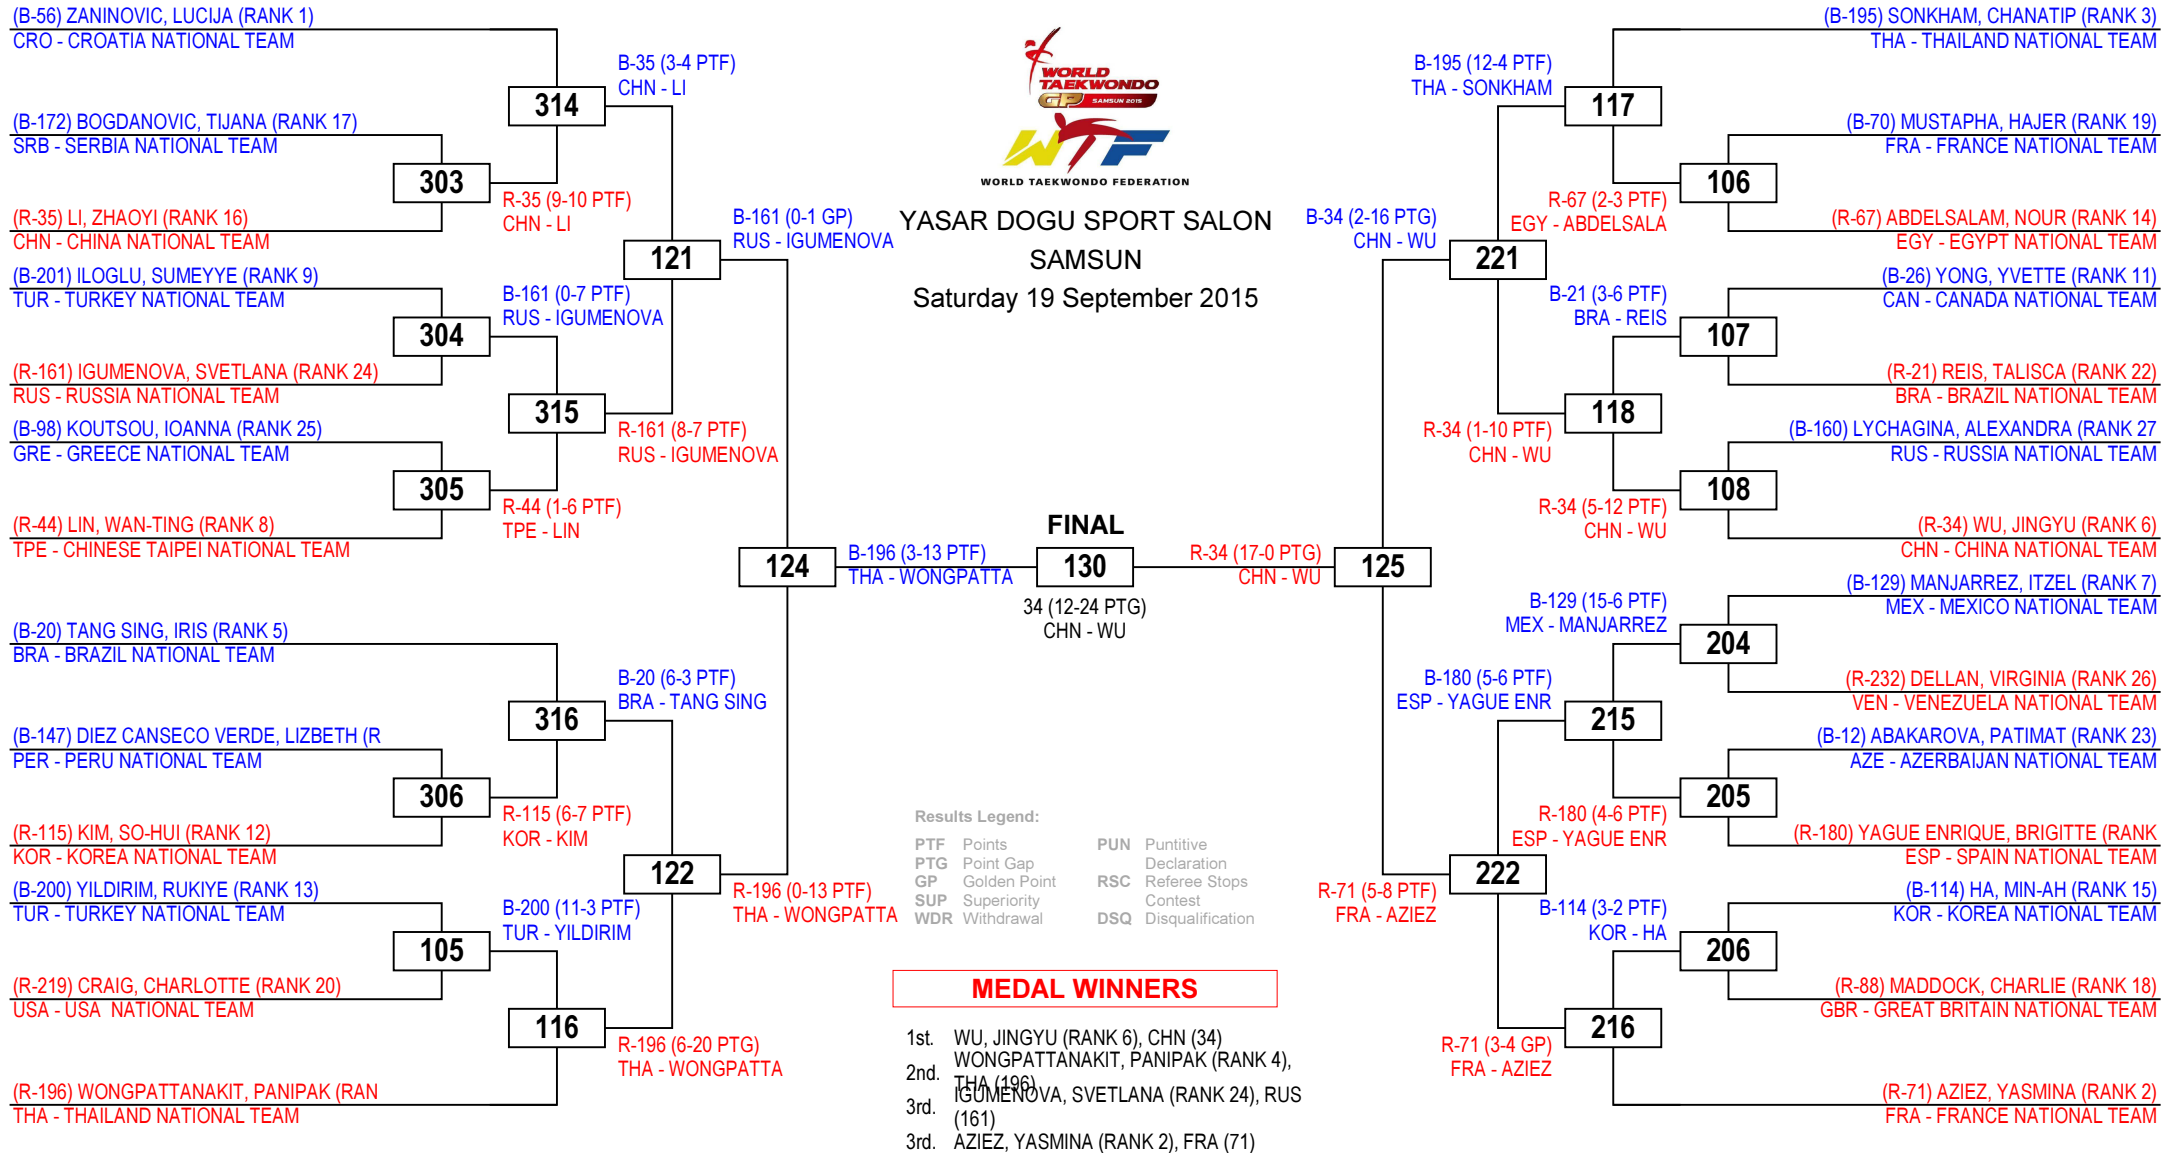 (B-56) ZANINOVIC, LUCIJA (RANK 1)
CRO - CROATIA NATIONAL TEAM
(B-172) BOGDANOVIC, TIJANA (RANK 17)
SRB - SERBIA NATIONAL TEAM
(R-35) LI, ZHAOYI (RANK 16)
CHN - CHINA NATIONAL TEAM
(B-201) ILOGLU, SUMEYYE (RANK 9)
TUR - TURKEY NATIONAL TEAM
(R-161) IGUMENOVA, SVETLANA (RANK 24)
RUS - RUSSIA NATIONAL TEAM
(B-98) KOUTSOU, IOANNA (RANK 25)
GRE - GREECE NATIONAL TEAM
(R-44) LIN, WAN-TING (RANK 8)
TPE - CHINESE TAIPEI NATIONAL TEAM
(B-20) TANG SING, IRIS (RANK 5)
BRA - BRAZIL NATIONAL TEAM
(B-147) DIEZ CANSECO VERDE, LIZBETH (R
PER - PERU NATIONAL TEAM
(R-115) KIM, SO-HUI (RANK 12)
KOR - KOREA NATIONAL TEAM
(B-200) YILDIRIM, RUKIYE (RANK 13)
TUR - TURKEY NATIONAL TEAM
(R-219) CRAIG, CHARLOTTE (RANK 20)
USA - USA  NATIONAL TEAM
(R-196) WONGPATTANAKIT, PANIPAK (RAN
THA - THAILAND NATIONAL TEAM
303
304
305
306
105
R-35 (9-10 PTF)
CHN - LI
B-161 (0-7 PTF)
RUS - IGUMENOVA
R-44 (1-6 PTF)
TPE - LIN
R-115 (6-7 PTF)
KOR - KIM
B-200 (11-3 PTF)
TUR - YILDIRIM
314
315
316
116
B-35 (3-4 PTF)
CHN - LI
R-161 (8-7 PTF)
RUS - IGUMENOVA
B-20 (6-3 PTF)
BRA - TANG SING
R-196 (6-20 PTG)
THA - WONGPATTA
121
122
B-161 (0-1 GP)
RUS - IGUMENOVA
R-196 (0-13 PTF)
THA - WONGPATTA
124
B-196 (3-13 PTF)
THA - WONGPATTA
WORLD
TAEKWONDO
GP SAMSUN 2015
WTF
WORLD TAEKWONDO FEDERATION
YASAR DOGU SPORT SALON
SAMSUN
Saturday 19 September 2015
FINAL
130
34 (12-24 PTG)
CHN - WU
Results Legend:
PTF Points
PTG Point Gap
GP Golden Point
SUP Superiority
WDR Withdrawal
PUN Puntitive
Declaration
RSC Referee Stops
Contest
DSQ Disqualification
MEDAL WINNERS
1st. WU, JINGYU (RANK 6), CHN (34)
2nd. WONGPATTANAKIT, PANIPAK (RANK 4),
THA (196)
3rd. IGUMENOVA, SVETLANA (RANK 24), RUS
(161)
3rd. AZIEZ, YASMINA (RANK 2), FRA (71)
R-34 (17-0 PTG)
CHN - WU
125
B-34 (2-16 PTG)
CHN - WU
R-71 (5-8 PTF)
FRA - AZIEZ
221
222
B-195 (12-4 PTF)
THA - SONKHAM
R-34 (1-10 PTF)
CHN - WU
B-180 (5-6 PTF)
ESP - YAGUE ENR
R-71 (3-4 GP)
FRA - AZIEZ
117
118
215
216
R-67 (2-3 PTF)
EGY - ABDELSALA
B-21 (3-6 PTF)
BRA - REIS
R-34 (5-12 PTF)
CHN - WU
B-129 (15-6 PTF)
MEX - MANJARREZ
R-180 (4-6 PTF)
ESP - YAGUE ENR
B-114 (3-2 PTF)
KOR - HA
106
107
108
204
205
206
(B-195) SONKHAM, CHANATIP (RANK 3)
THA - THAILAND NATIONAL TEAM
(B-70) MUSTAPHA, HAJER (RANK 19)
FRA - FRANCE NATIONAL TEAM
(R-67) ABDELSALAM, NOUR (RANK 14)
EGY - EGYPT NATIONAL TEAM
(B-26) YONG, YVETTE (RANK 11)
CAN - CANADA NATIONAL TEAM
(R-21) REIS, TALISCA (RANK 22)
BRA - BRAZIL NATIONAL TEAM
(B-160) LYCHAGINA, ALEXANDRA (RANK 27
RUS - RUSSIA NATIONAL TEAM
(R-34) WU, JINGYU (RANK 6)
CHN - CHINA NATIONAL TEAM
(B-129) MANJARREZ, ITZEL (RANK 7)
MEX - MEXICO NATIONAL TEAM
(R-232) DELLAN, VIRGINIA (RANK 26)
VEN - VENEZUELA NATIONAL TEAM
(B-12) ABAKAROVA, PATIMAT (RANK 23)
AZE - AZERBAIJAN NATIONAL TEAM
(R-180) YAGUE ENRIQUE, BRIGITTE (RANK
ESP - SPAIN NATIONAL TEAM
(B-114) HA, MIN-AH (RANK 15)
KOR - KOREA NATIONAL TEAM
(R-88) MADDOCK, CHARLIE (RANK 18)
GBR - GREAT BRITAIN NATIONAL TEAM
(R-71) AZIEZ, YASMINA (RANK 2)
FRA - FRANCE NATIONAL TEAM